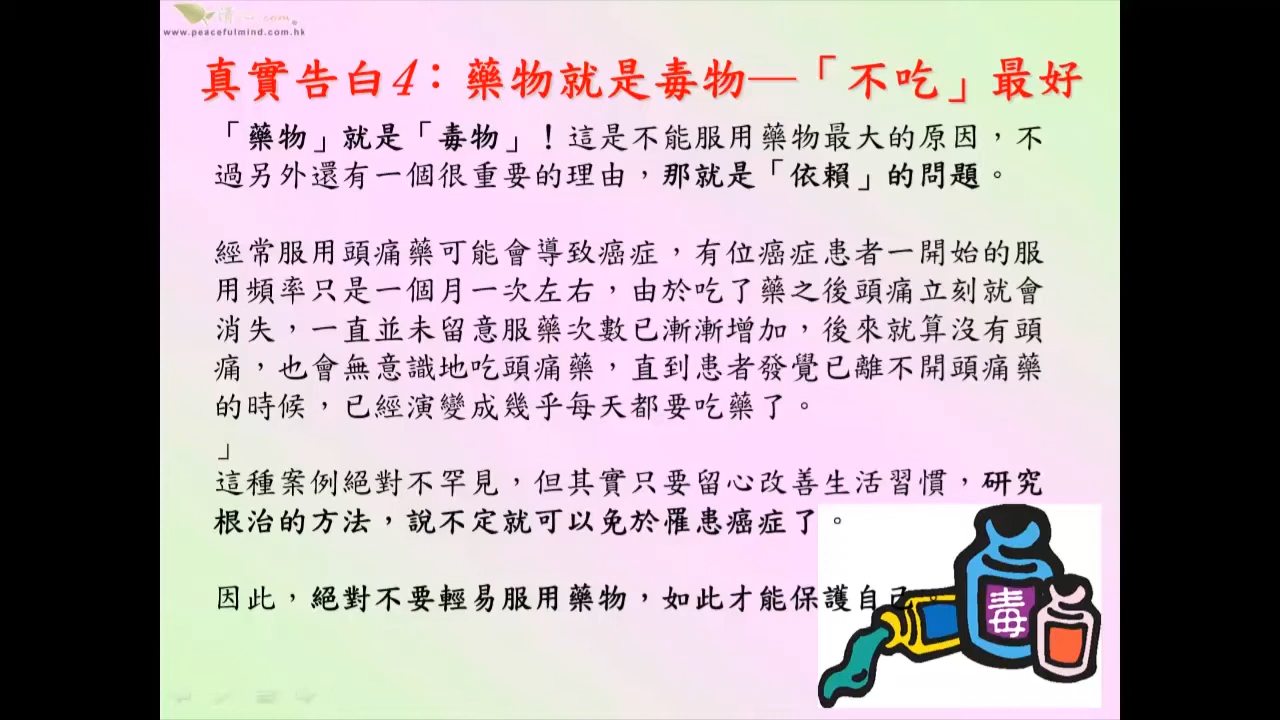 www.peacefulmind.com.hk
真實告白4：藥物就是毒物—「不吃」最好
「藥物」就是「毒物」！這是不能服用藥物最大的原因，不
過另外還有一個很重要的理由，那就是「依賴」的問題。
經常服用頭痛藥可能會導致癌症，有位癌症患者一開始的服
用頻率只是一個月一次左右，由於吃了藥之後頭痛立刻就會
消失，一直並未留意服藥次數已漸漸增加，後來就算沒有頭
痛，也會無意識地吃頭痛藥，直到患者發覺已離不開頭痛藥
的時候，已經演變成幾乎每天都要吃藥了。
」
這種案例絕對不罕見，但其實只要留心改善生活習慣，研究
根治的方法，說不定就可以免於罹患癌症了。
因此，絕對不要輕易服用藥物，如此才能保護自己。
毒